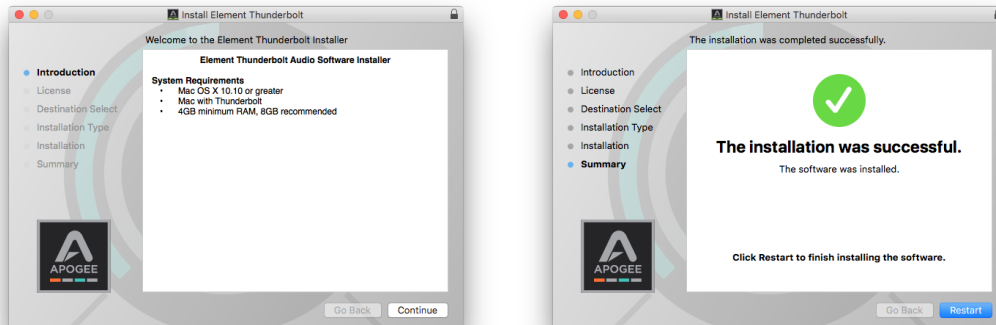 Install Element Thunderbolt
Welcome to the Element Thunderbolt Installer
Introduction
License
Destination Select
Installation Type
Installation
Summary
Element Thunderbolt Audio Software Installer
System Requirements
• Mac OS X 10.10 or greater
• Mac with Thunderbolt
• 4GB minimum RAM, 8GB recommended
APOGEE
Go Back
Continue
Install Element Thunderbolt
The installation was completed successfully.
Introduction
License
Destination Select
Installation Type
Installation
Summary
The installation was successful.
The software was installed.
Click Restart to finish installing the software.
APOGEE
Go Back
Restart